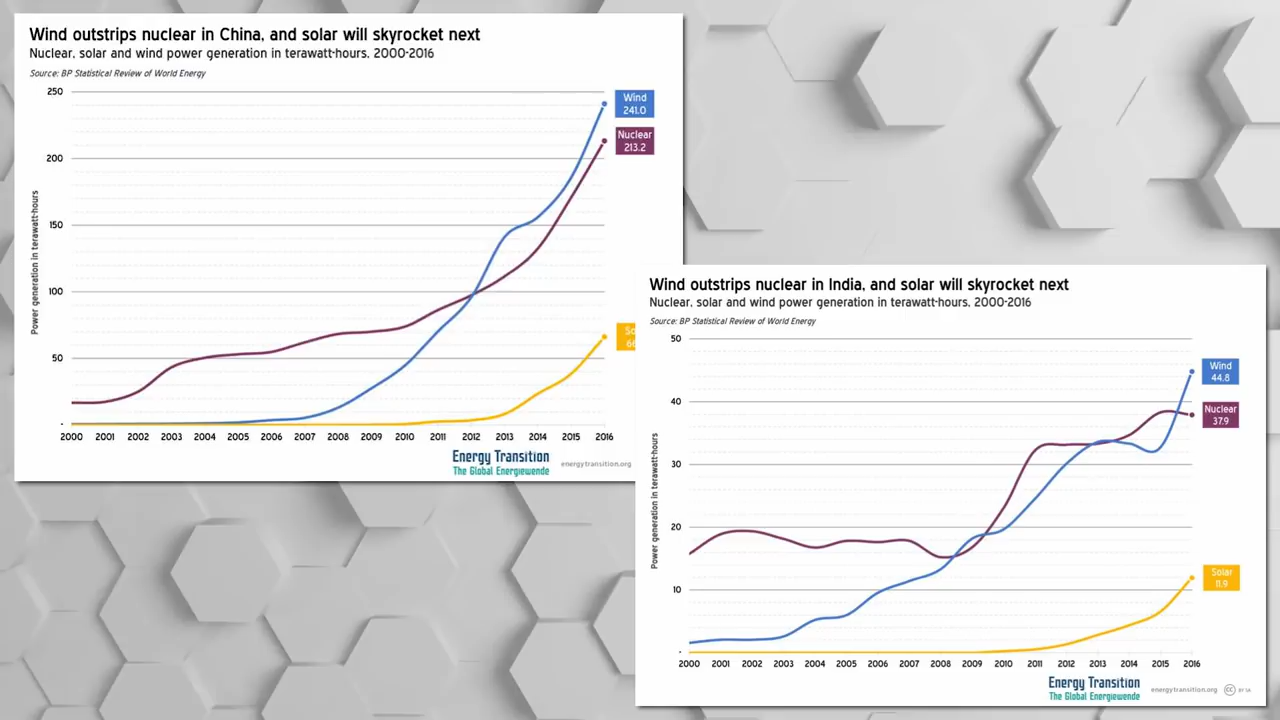 Wind outstrips nuclear in China, and solar will skyrocket next
Nuclear, solar and wind power generation in terawatt-hours. 2000-2016
Source: BP Statistical Review of World Energy
Power generation in terawatt-hours
250
200
150
100
50
-
2000 2001 2002 2003 2004 2005 2006 2007 2008 2009 2010 2011 2012 2013 2014 2015 2016
Wind
241.0
Nuclear
213.2
Energy Transition
The Global Energiewende
energytransition.org
Wind outstrips nuclear in India, and solar will skyrocket next
Nuclear, solar and wind power generation in terawatt-hours. 2000-2016
Source: BP Statistical Review of World Energy
Power generation in terawatt-hours
50
40
30
20
10
-
2000 2001 2002 2003 2004 2005 2006 2007 2008 2009 2010 2011 2012 2013 2014 2015 2016
Wind
44.8
Nuclear
37.9
Solar
11.9
Energy Transition
The Global Energiewende
energytransition.org
cc BY SA